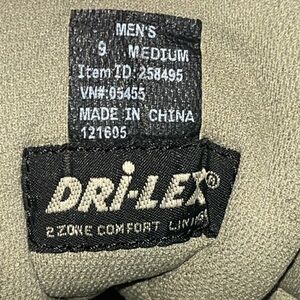 MEN'S
9 MEDIUM
Item ID: 258495
VN#:05455
MADE IN CHINA
121605
DRI-LEX®
2 ZONE COMFORT LINING